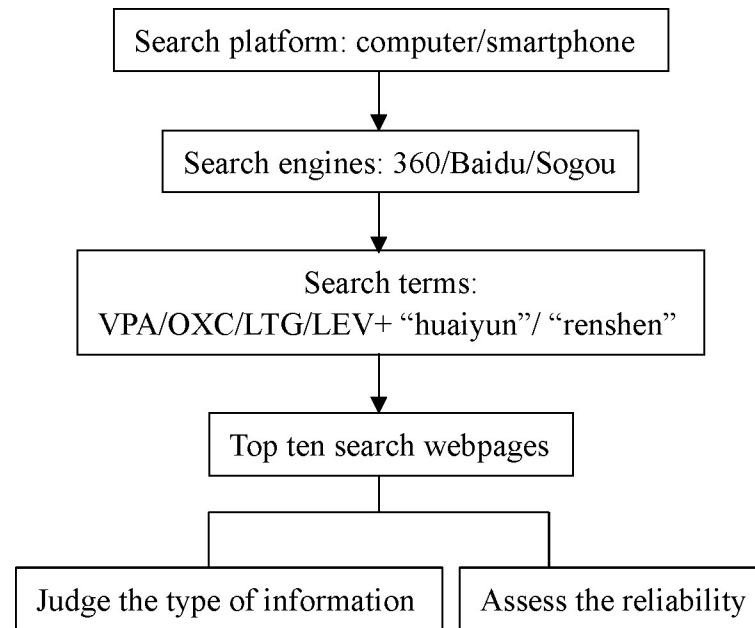 Search platform: computer/smartphone
Search engines: 360/Baidu/Sogou
Search terms:
VPA/OXC/LTG/LEV+ “huaiyun”/ “renshen”
Top ten search webpages
Judge the type of information
Assess the reliability